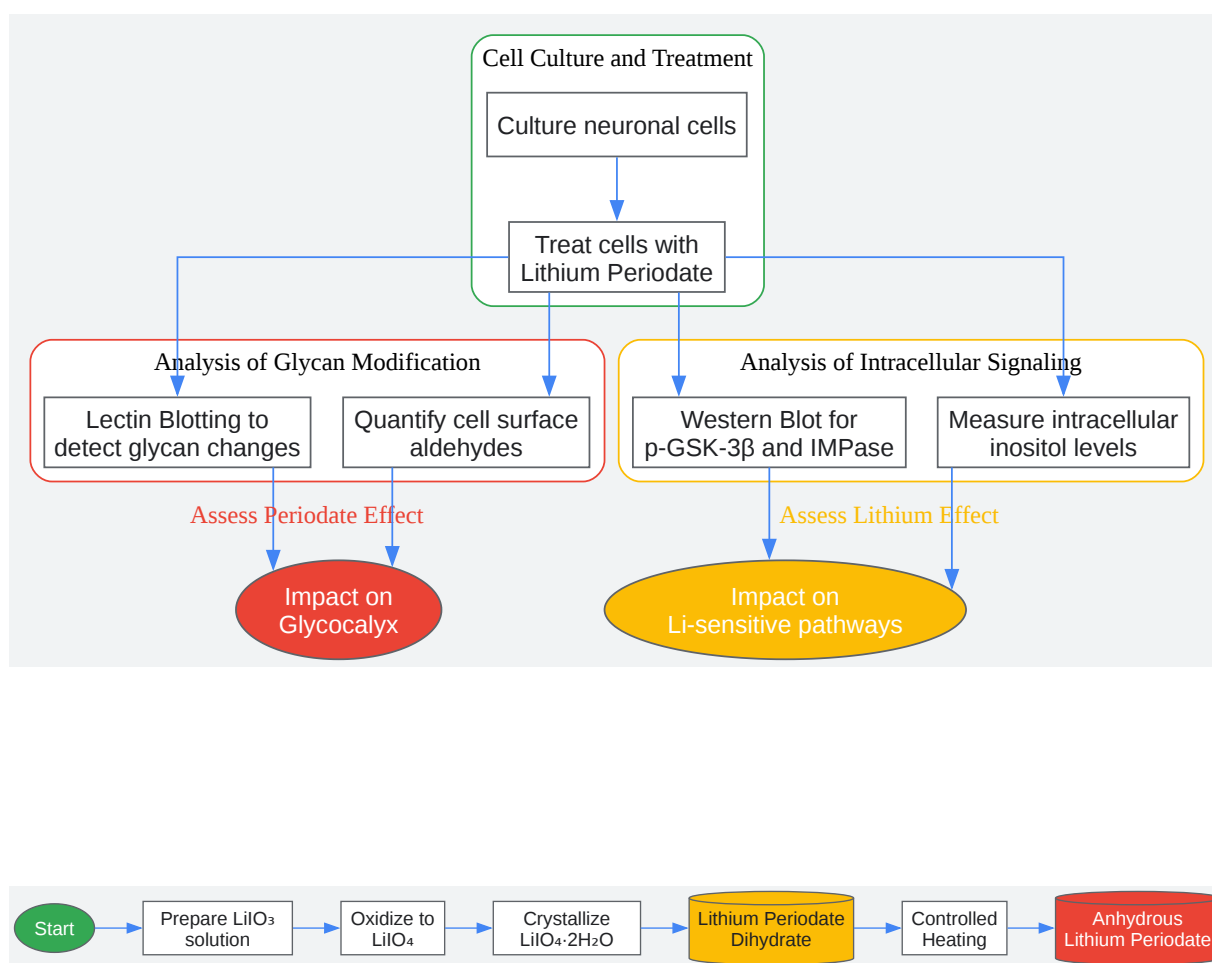 Cell Culture and Treatment
Culture neuronal cells
Treat cells with
Lithium Periodate
Analysis of Glycan Modification
Analysis of Intracellular Signaling
Lectin Blotting to
detect glycan changes
Quantify cell surface
aldehydes
Western Blot for
p-GSK-3β and IMPase
Measure intracellular
inositol levels
Assess Periodate Effect
Assess Lithium Effect
Impact on
Glycocalyx
Impact on
Li-sensitive pathways
Start
Prepare LiIO₃
solution
Oxidize to
LiIO₄
Crystallize
LiIO₄·2H₂O
Lithium Periodate
Dihydrate
Controlled
Heating
Anhydrous
Lithium Periodate